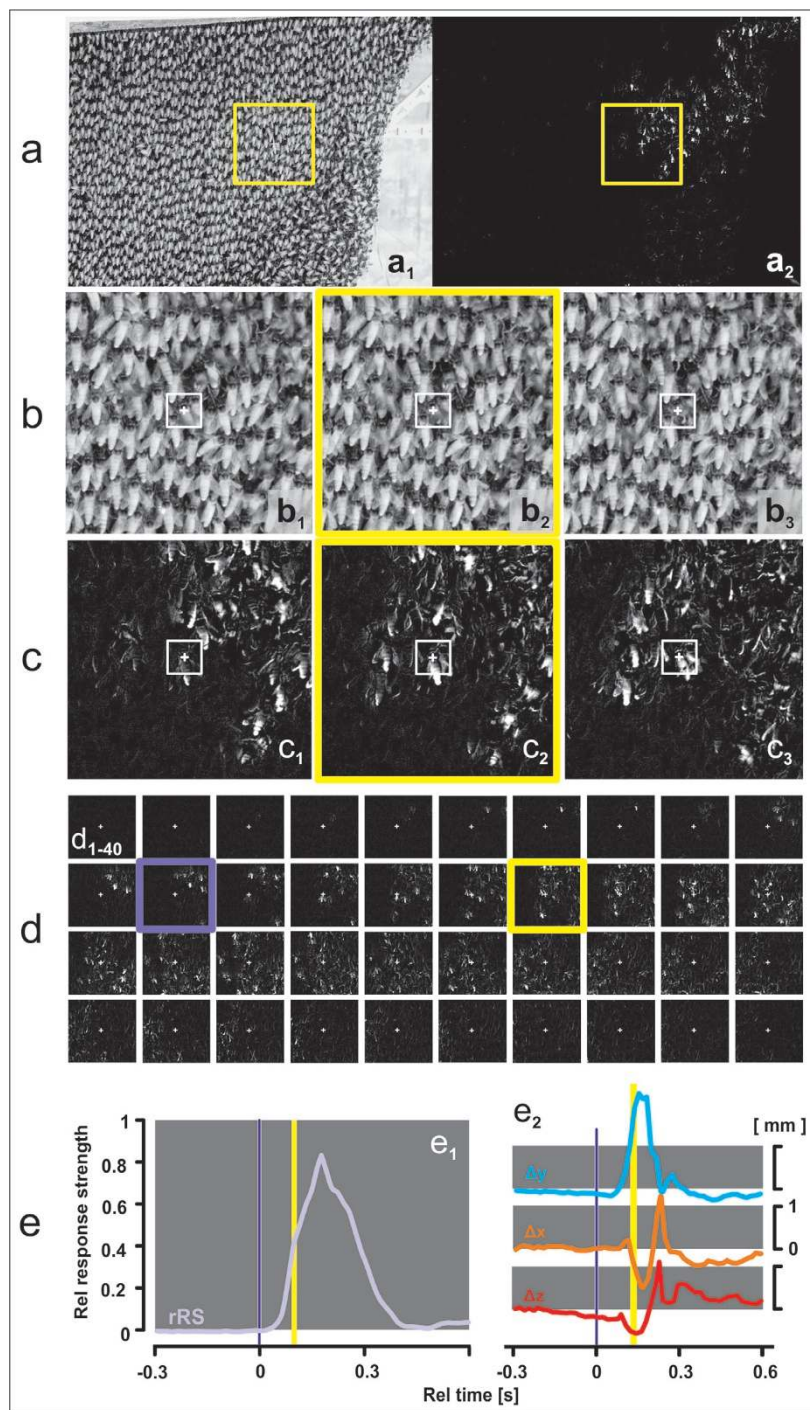 a
a1
a2
b
b1
b2
b3
c
c1
c2
c3
d
d1-40
e
Rel response strength
1
0.8
0.6
0.4
0.2
0
e1
rRS
-0.3
0
0.3
e2
[ mm ]
Δy
Δx
Δz
1
0
-0.3
0
0.3
0.6
Rel time [s]